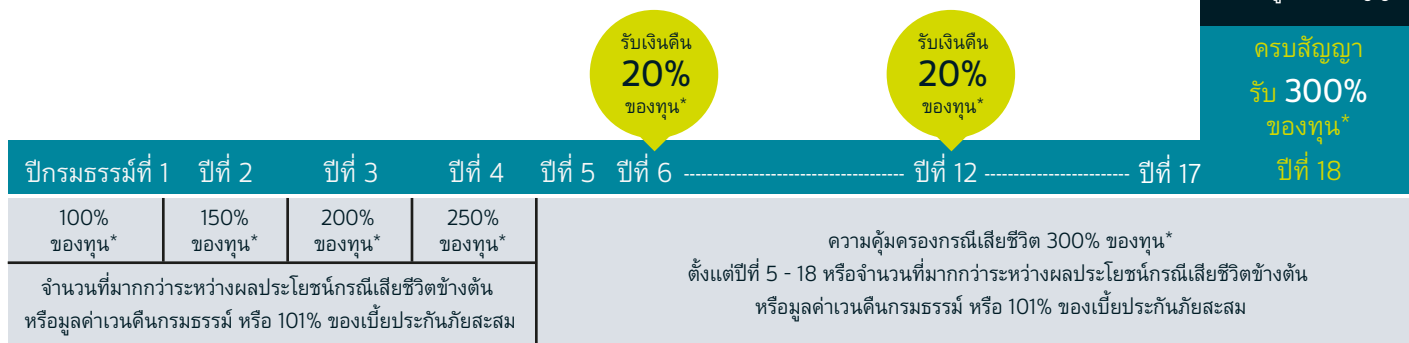 รับเงินคืน
20%
ของทุน*
รับเงินคืน
20%
ของทุน*
ครบสัญญา
รับ 300%
ของทุน*
ปีกรมธรรม์ที่ 1 ปีที่ 2 ปีที่ 3 ปีที่ 4 ปีที่ 5 ปีที่ 6 ปีที่ 12 ปีที่ 17 ปีที่ 18
100%
ของทุน*
150%
ของทุน*
200%
ของทุน*
250%
ของทุน*
จำนวนที่มากกว่าระหว่างผลประโยชน์กรณีเสียชีวิตข้างต้น
หรือมูลค่าเวนคืนกรมธรรม์ หรือ 101% ของเบี้ยประกันภัยสะสม
ความคุ้มครองกรณีเสียชีวิต 300% ของทุน*
ตั้งแต่ปีที่ 5 - 18 หรือจำนวนที่มากกว่าระหว่างผลประโยชน์กรณีเสียชีวิตข้างต้น
หรือมูลค่าเวนคืนกรมธรรม์ หรือ 101% ของเบี้ยประกันภัยสะสม